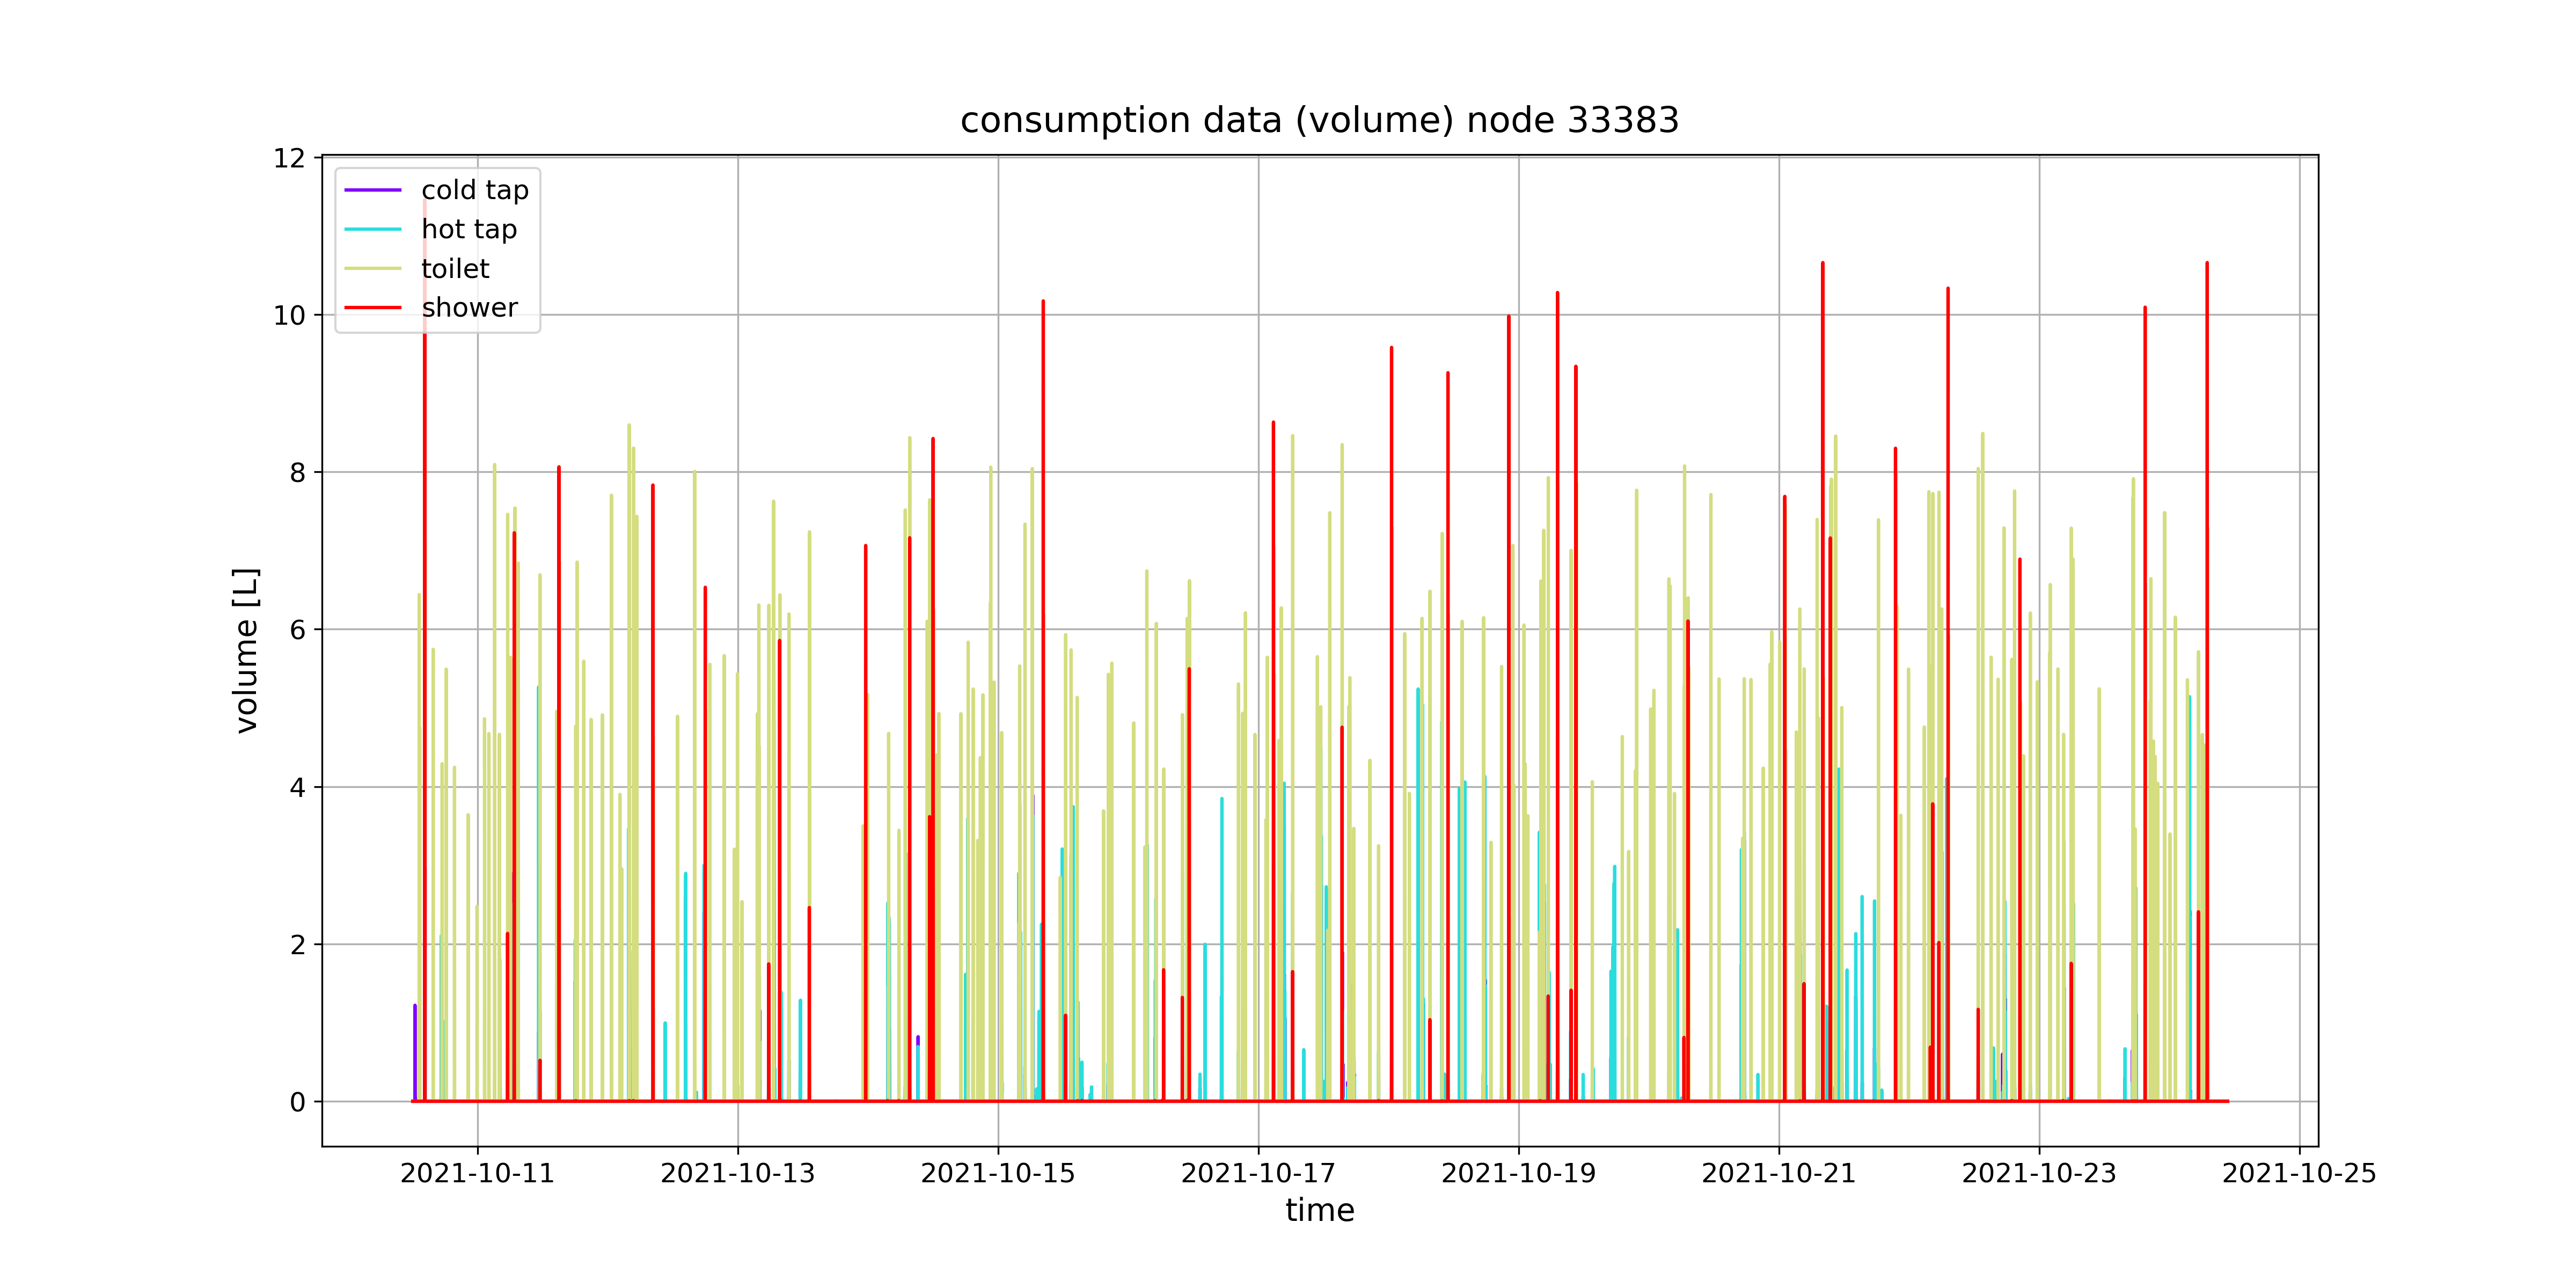 consumption data (volume) node 33383
12
10
8
6
4
2
0
volume [L]
cold tap
hot tap
toilet
shower
2021-10-11 2021-10-13 2021-10-15 2021-10-17 2021-10-19 2021-10-21 2021-10-23 2021-10-25
time